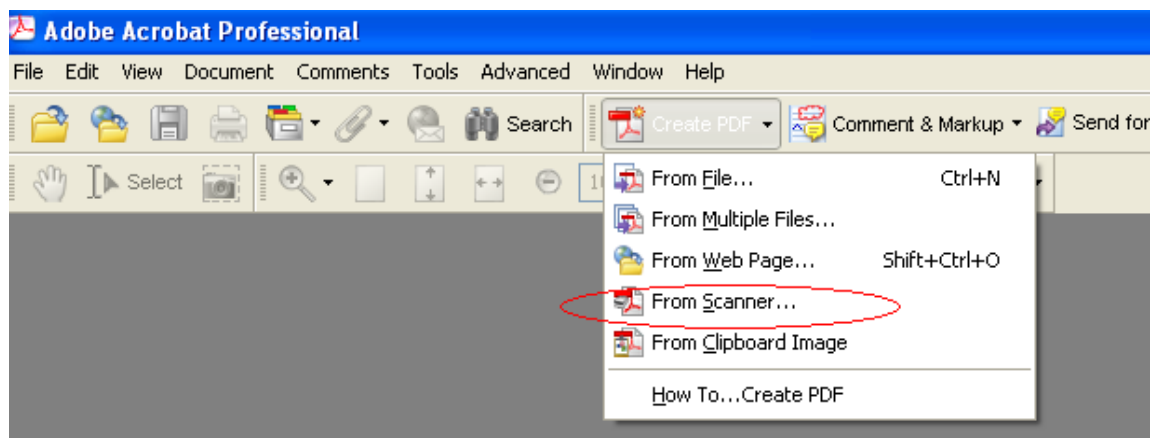 Adobe Acrobat Professional
File Edit View Document Comments Tools Advanced Window Help
Search Create PDF Comment & Markup Send for
Select
From File... Ctrl+N
From Multiple Files...
From Web Page... Shift+Ctrl+O
From Scanner...
From Clipboard Image
How To...Create PDF